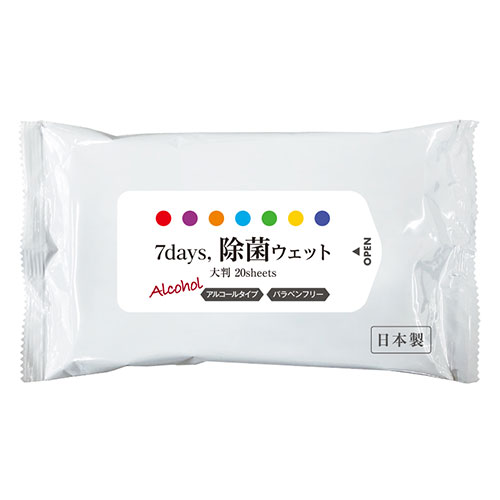 7days, 除菌ウェット
大判 20sheets
Alcohol
アルコールタイプ
パラベンフリー
OPEN
日本製